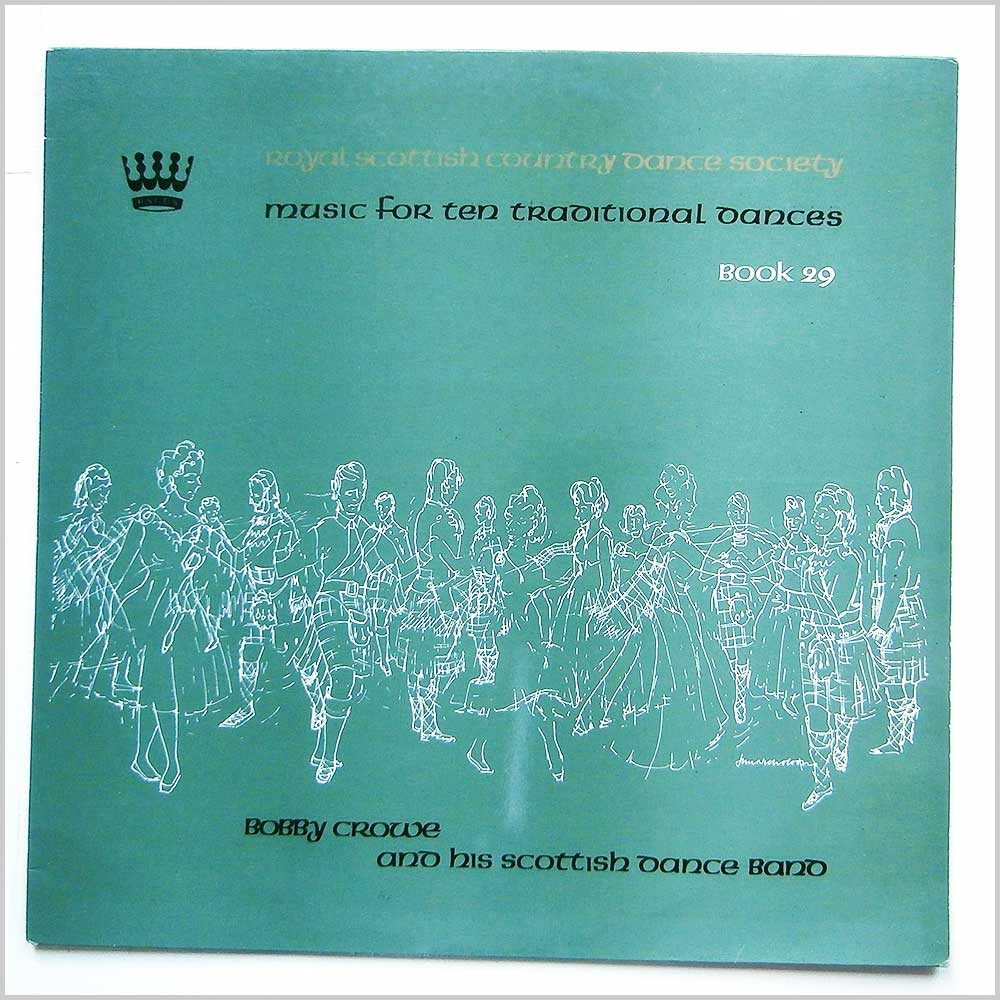 Royal Scottish Country Dance Society
music for ten traditional dances
Book 29
Bobby Crowe
and his scottish dance band